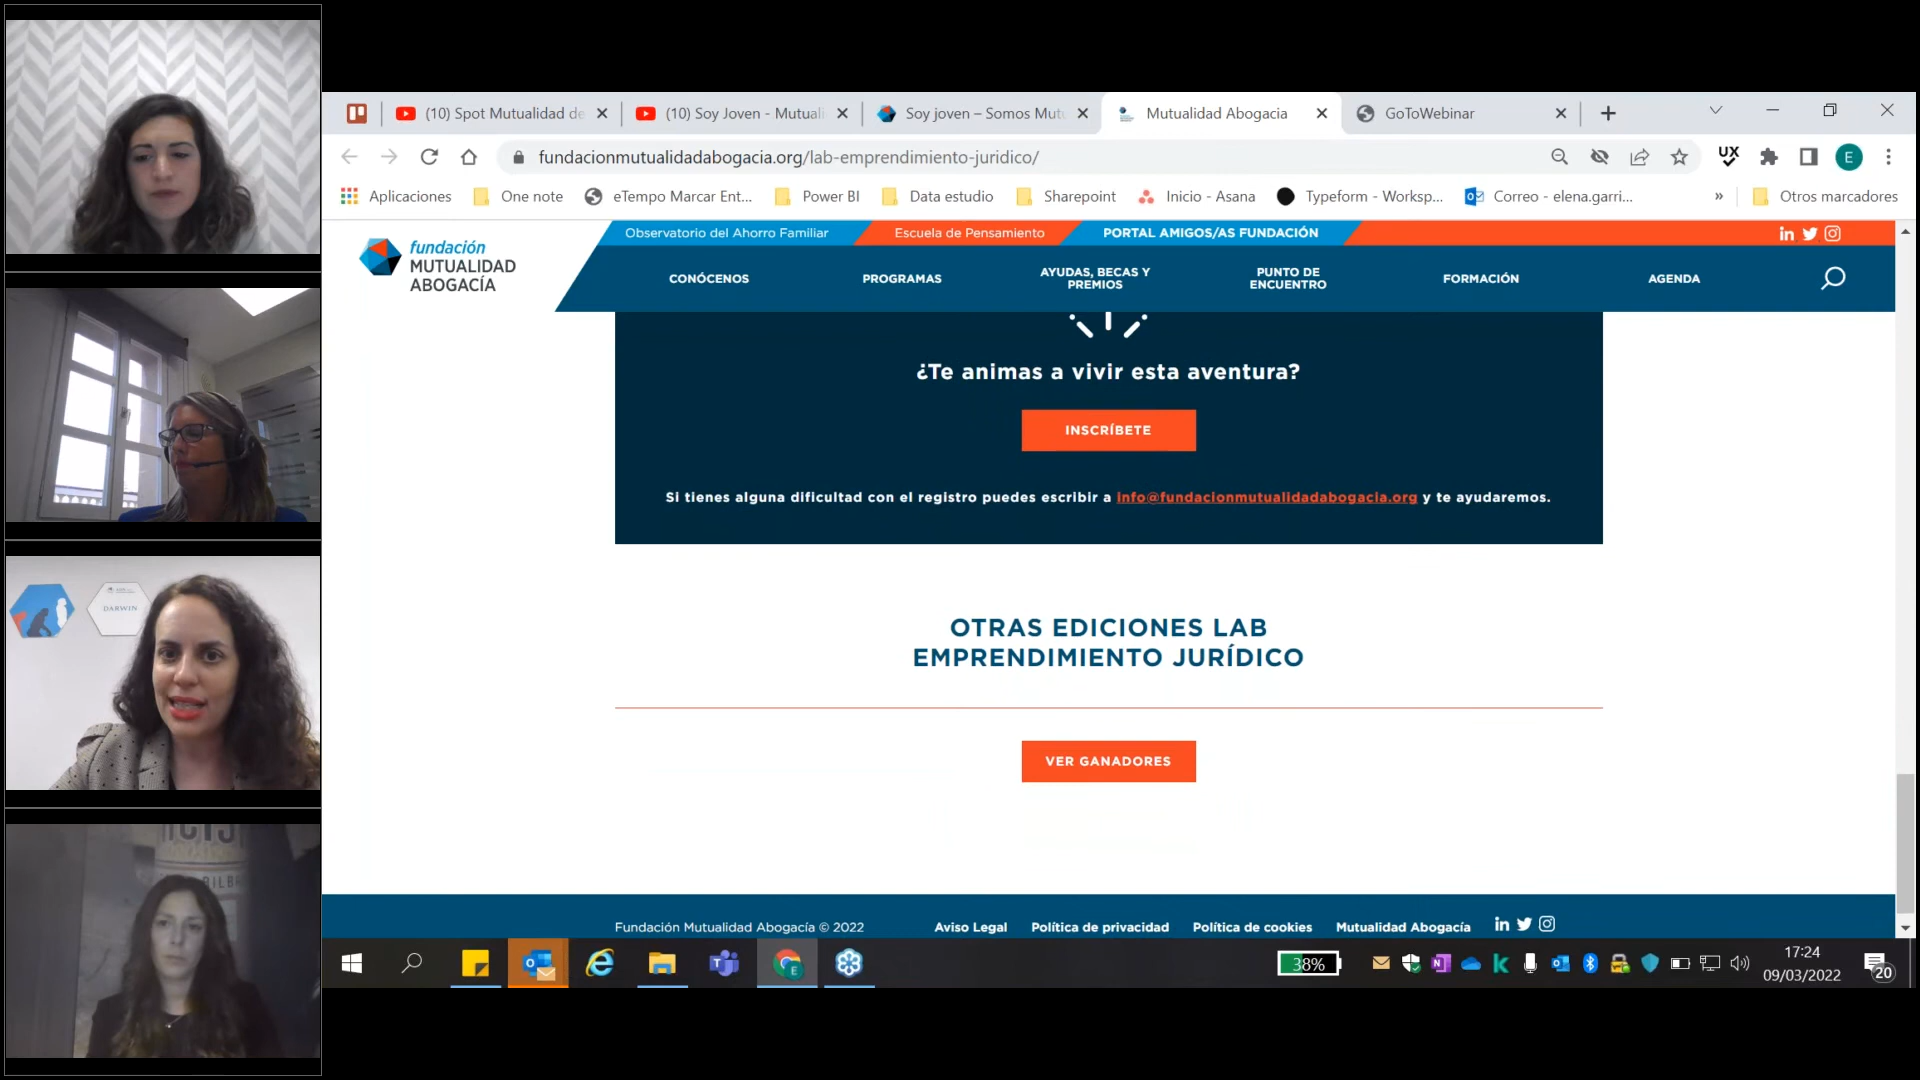 (10) Spot Mutualidad de
(10) Soy Joven - Mutuali
Soy joven – Somos Mutu
Mutualidad Abogacia
GoToWebinar
fundacionmutualidadabogacia.org/lab-emprendimiento-juridico/
UX
E
Aplicaciones
One note
eTempo Marcar Ent...
Power BI
Data estudio
Sharepoint
Inicio - Asana
Typeform - Worksp...
Correo - elena.garri...
»
Otros marcadores
Observatorio del Ahorro Familiar
Escuela de Pensamiento
PORTAL AMIGOS/AS FUNDACIÓN
fundación
MUTUALIDAD
ABOGACÍA
CONÓCENOS
PROGRAMAS
AYUDAS, BECAS Y
PREMIOS
PUNTO DE
ENCUENTRO
FORMACIÓN
AGENDA
¿Te animas a vivir esta aventura?
INSCRÍBETE
Si tienes alguna dificultad con el registro puedes escribir a info@fundacionmutualidadabogacia.org y te ayudaremos.
OTRAS EDICIONES LAB
EMPRENDIMIENTO JURÍDICO
VER GANADORES
Fundación Mutualidad Abogacía © 2022
Aviso Legal
Política de privacidad
Política de cookies
Mutualidad Abogacía
38%
17:24
09/03/2022
20
DARWIN